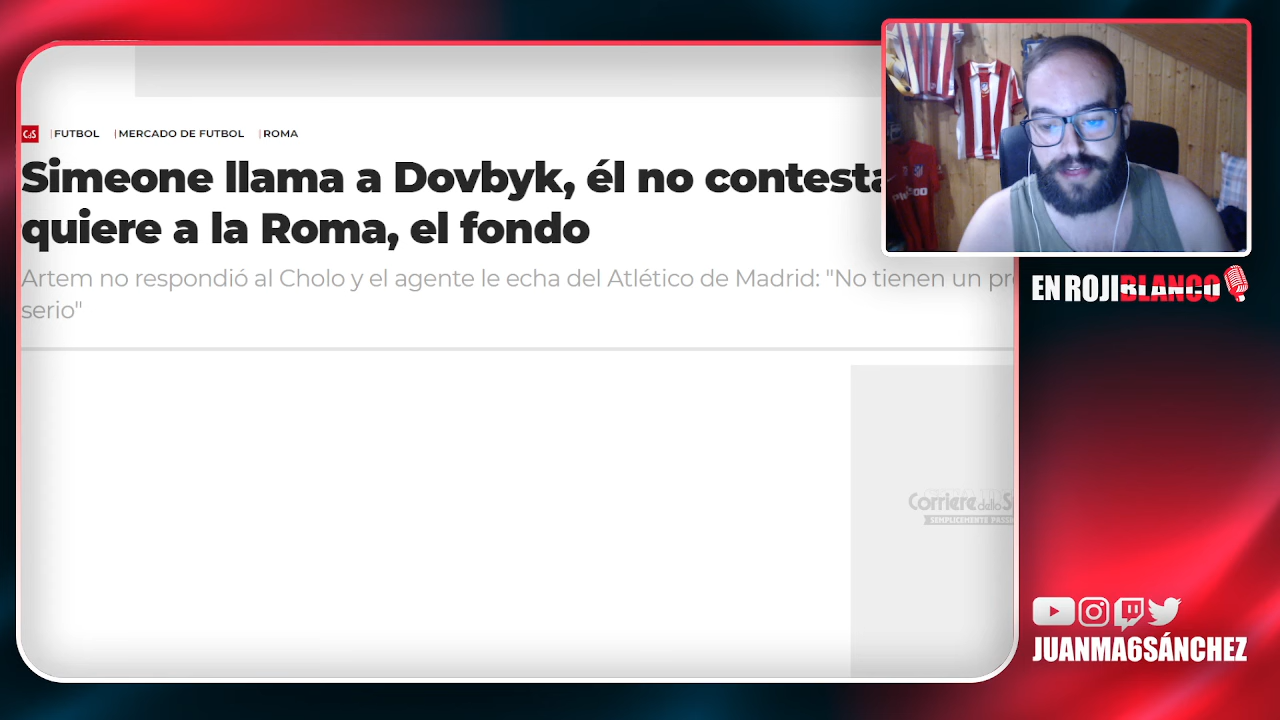 CdS | FUTBOL | MERCADO DE FUTBOL | ROMA
Simeone llama a Dovbyk, él no contesta
quiere a la Roma, el fondo
Artem no respondió al Cholo y el agente le echa del Atlético de Madrid: "No tienen un pr
serio"
Corriere dello S
SEMPLICEMENTE PASSI
EN ROJIBLANCO
JUANMA6SÁNCHEZ